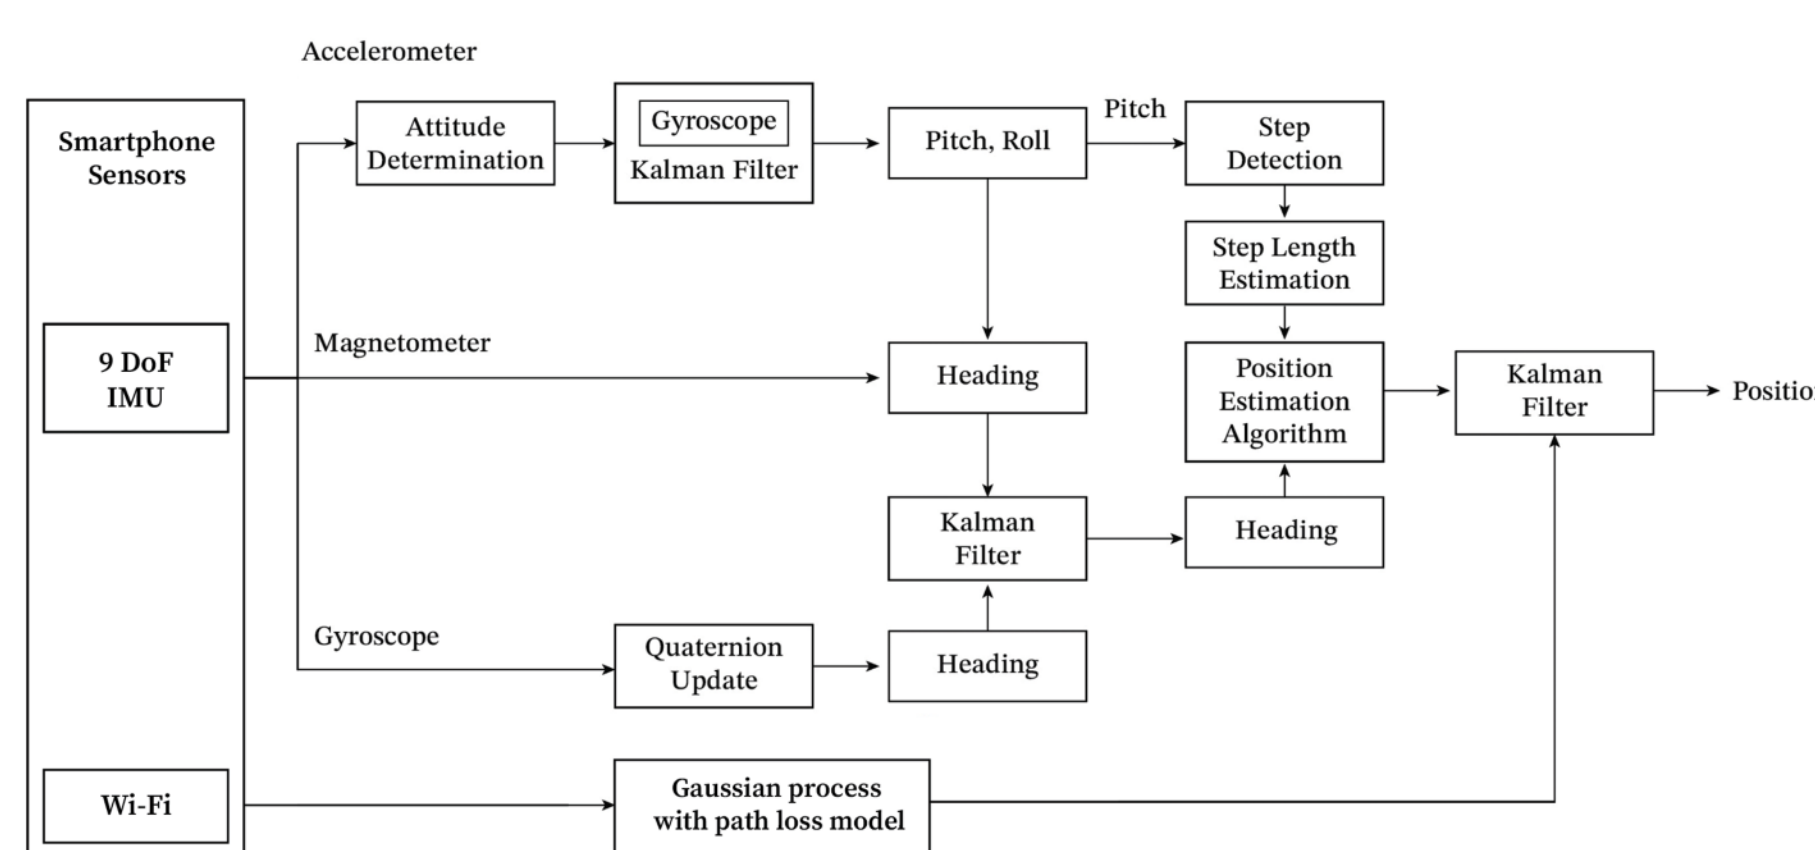 Accelerometer
Smartphone
Sensors
Attitude
Determination
Gyroscope
Kalman Filter
Pitch, Roll
Pitch
Step
Detection
Step Length
Estimation
9 DoF
IMU
Magnetometer
Heading
Position
Estimation
Algorithm
Kalman
Filter
Positio
Kalman
Filter
Heading
Gyroscope
Quaternion
Update
Heading
Wi-Fi
Gaussian process
with path loss model